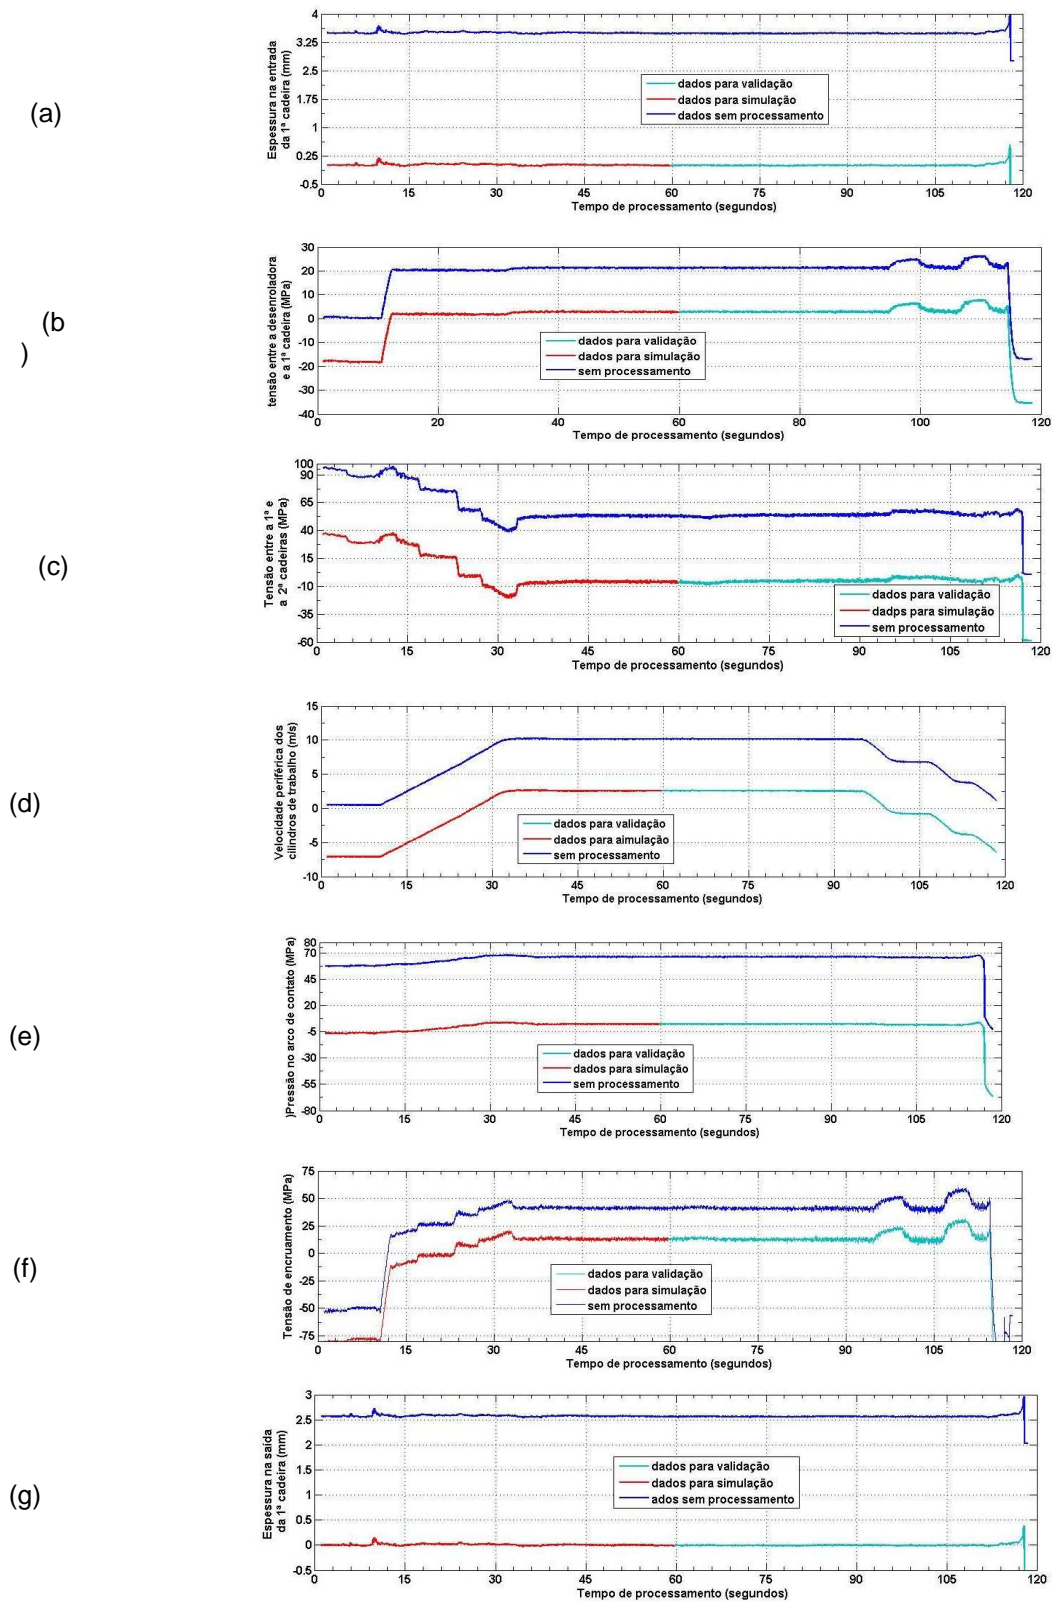 (a)
Espessura na entrada
da 1ª cadeira (mm)
4
3.25
2.5
1.75
1
0.25
-0.5
dados para validação
dados para simulação
dados sem processamento
0 15 30 45 60 75 90 105 120
Tempo de processamento (segundos)
(b
)
tensão entre a desenroladora
e a 1ª cadeira (MPa)
30
20
10
0
-10
-20
-30
-40
dados para validação
dados para simulação
sem processamento
0 20 40 60 80 100 120
Tempo de processamento (segundos)
(c)
Tensão entre a 1ª e
a 2ª cadeiras (MPa)
100
90
65
40
15
-10
-35
-60
dados para validação
dadps para simulação
sem processamento
0 15 30 45 60 75 90 105 120
Tempo de processamento (segundos)
(d)
Velocidade periférica dos
cilindros de trabalho (m/s)
15
10
5
0
-5
-10
dados para validação
dados para aimulação
sem processamento
0 15 30 45 60 75 90 105 120
Tempo de processamento (segundos)
(e)
)Pressão no arco de contato (MPa)
80
70
45
20
-5
-30
-55
-80
dados para validação
dados para simulação
sem processamento
0 15 30 45 60 75 90 105 120
Tempo de processamento (segundos)
(f)
Tensão de encruamento (MPa)
75
50
25
0
-25
-50
-75
dados para validação
dados para simulação
sem processamento
0 15 30 45 60 75 90 105 120
Tempo de processamento (segundos)
(g)
Espessura na saída
da 1ª cadeira (mm)
3
2.5
2
1.5
1
0.5
0
-0.5
dados para validação
dados para simulação
ados sem processamento
0 15 30 45 60 75 90 105 120
Tempo de processamento (segundos)